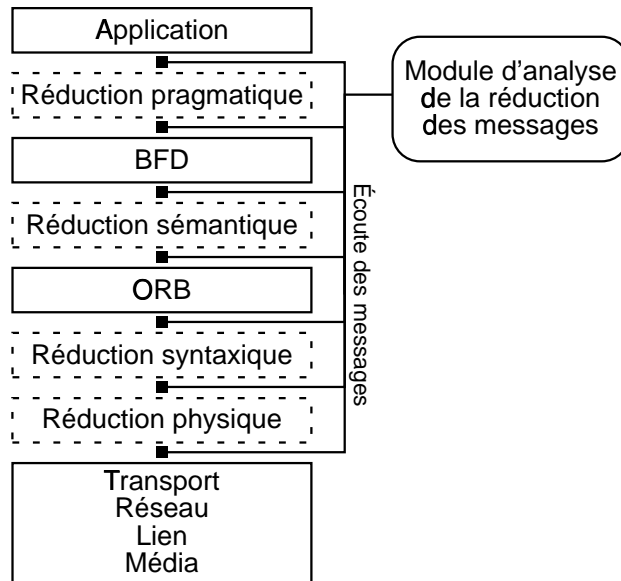 Application
Réduction pragmatique
BFD
Réduction sémantique
ORB
Réduction syntaxique
Réduction physique
Transport
Réseau
Lien
Média
Écoute des messages
Module d'analyse
de la réduction
des messages